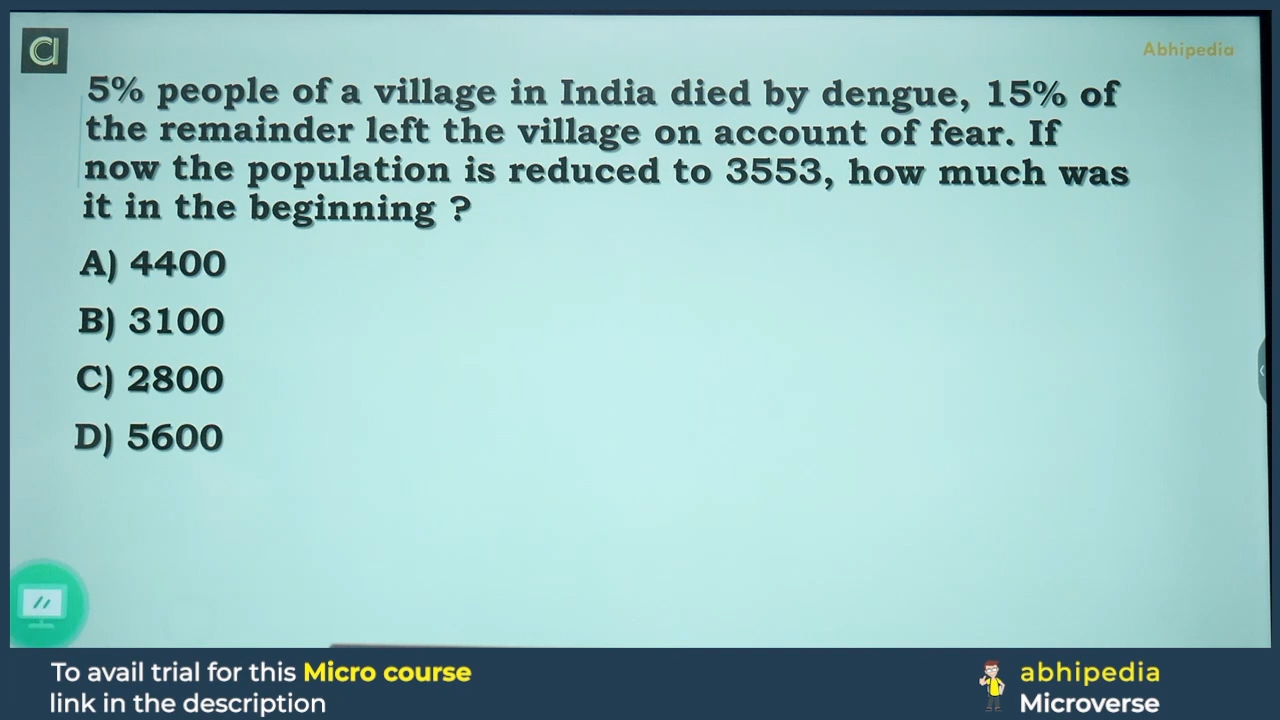 Abhipedia
5% people of a village in India died by dengue, 15% of
the remainder left the village on account of fear. If
now the population is reduced to 3553, how much was
it in the beginning ?
A) 4400
B) 3100
C) 2800
D) 5600
To avail trial for this Micro course
link in the description
abhipedia
Microverse